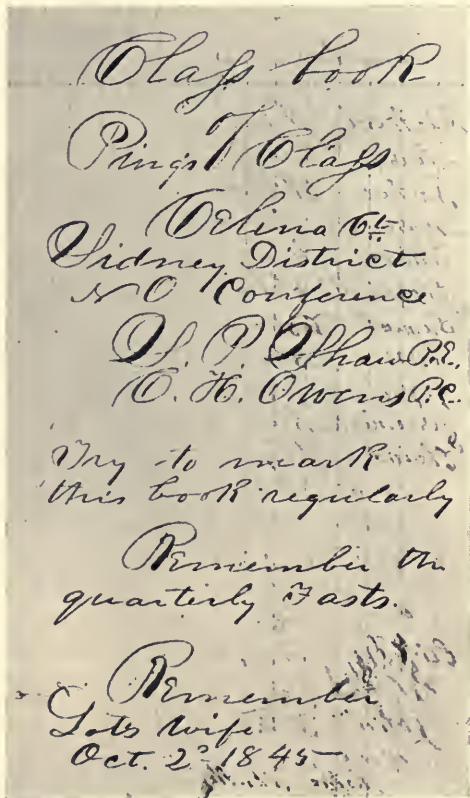 Class book
of
Pings Class
Celina Ct
Sidney District
N O Conference
S. P. Shaw P.E.
C. H. Owens P.C.
Try to mark
this book regularly
Remember the
quarterly Fasts.
Remember
Lots wife
Oct. 2d 1845